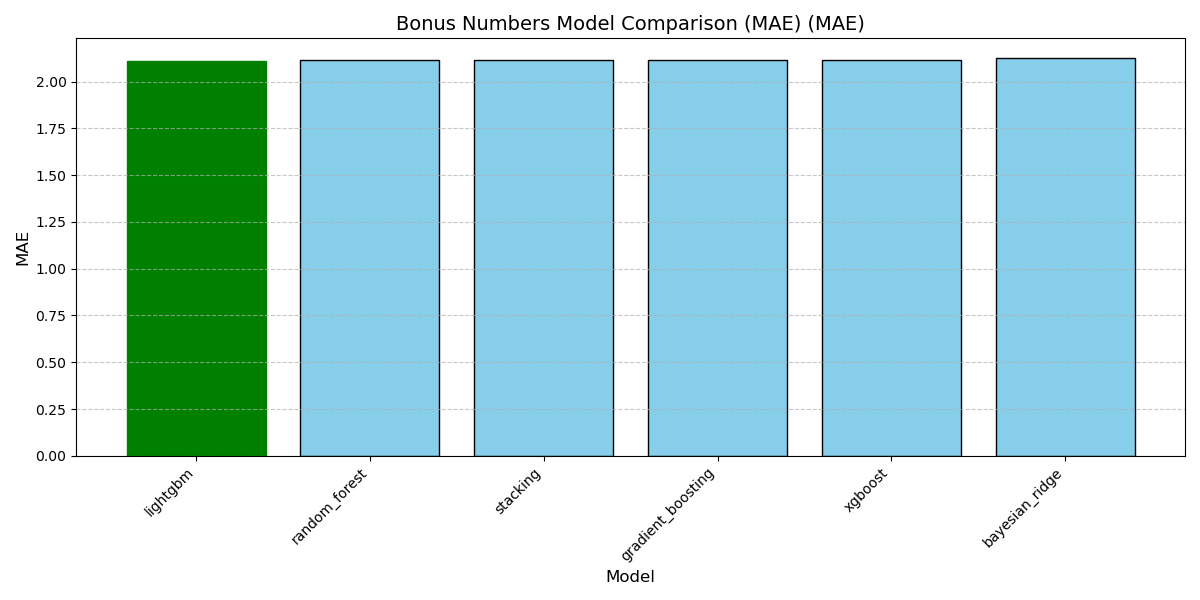 Bonus Numbers Model Comparison (MAE) (MAE)
MAE
2.00
1.75
1.50
1.25
1.00
0.75
0.50
0.25
0.00
lightgbm
random_forest
stacking
gradient_boosting
xgboost
bayesian_ridge
Model